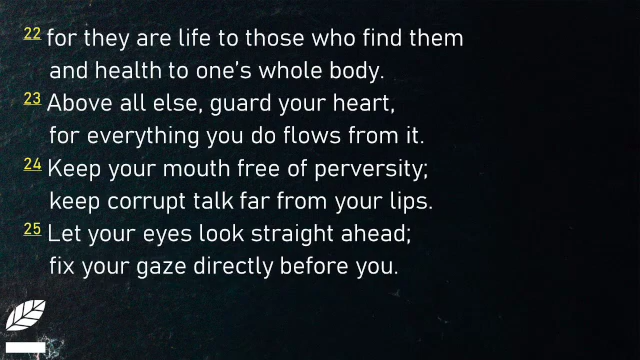 22 for they are life to those who find them
and health to one's whole body.
23 Above all else, guard your heart,
for everything you do flows from it.
24 Keep your mouth free of perversity;
keep corrupt talk far from your lips.
25 Let your eyes look straight ahead;
fix your gaze directly before you.